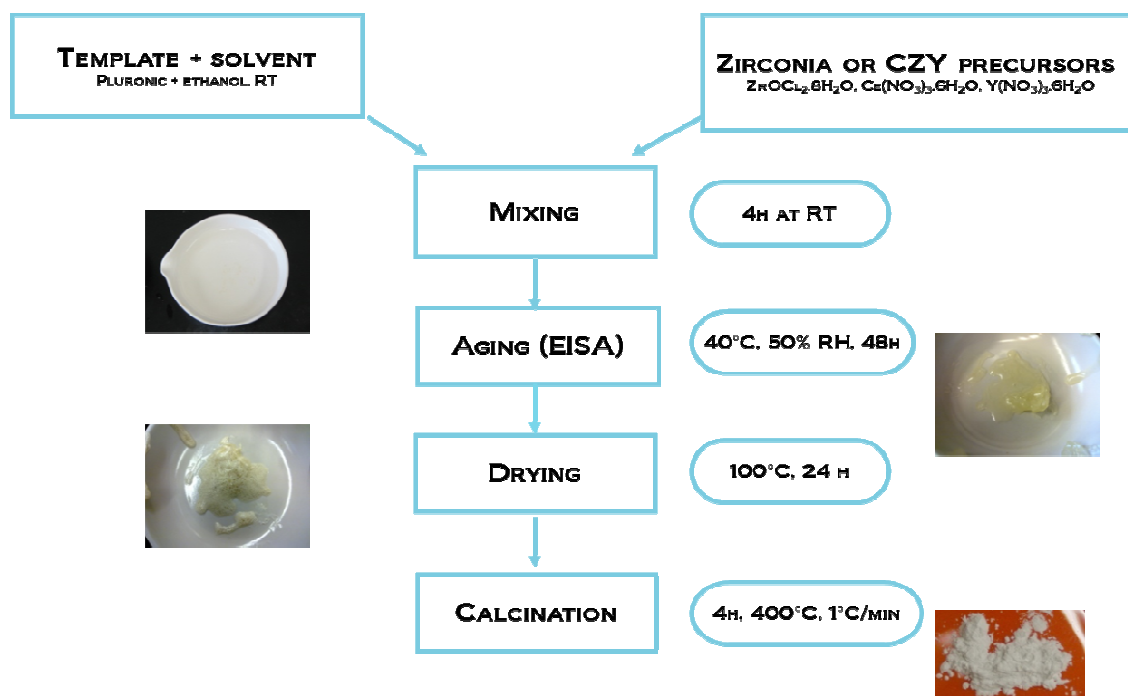 TEMPLATE + SOLVENT
PLURONIC + ETHANOL RT
ZIRCONIA OR CZY PRECURSORS
ZROCL₂.8H₂O, CE(NO₃)₃.6H₂O, Y(NO₃)₃.6H₂O
MIXING
4H AT RT
AGING (EISA)
40°C, 50% RH, 48H
DRYING
100°C, 24 H
CALCINATION
4H, 400°C, 1°C/MIN